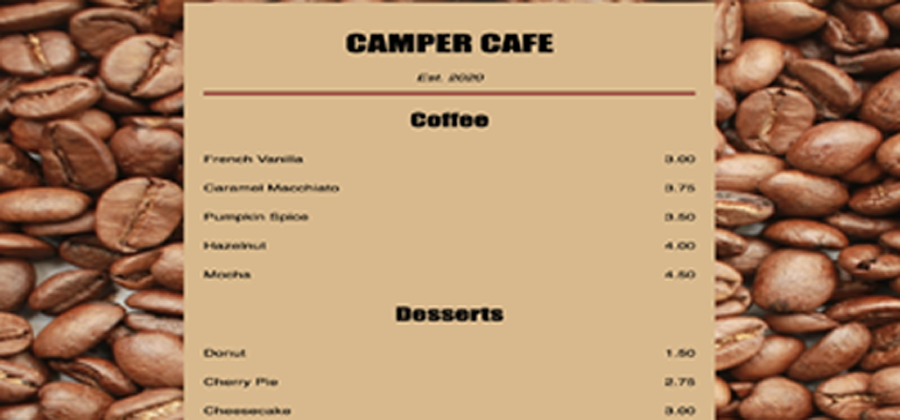 CAMPER CAFE
Est. 2020
Coffee
French Vanilla 3.00
Caramel Macchiato 3.75
Pumpkin Spice 3.50
Hazelnut 4.00
Mocha 4.50
Desserts
Donut 1.50
Cherry Pie 2.75
Cheesecake 3.00